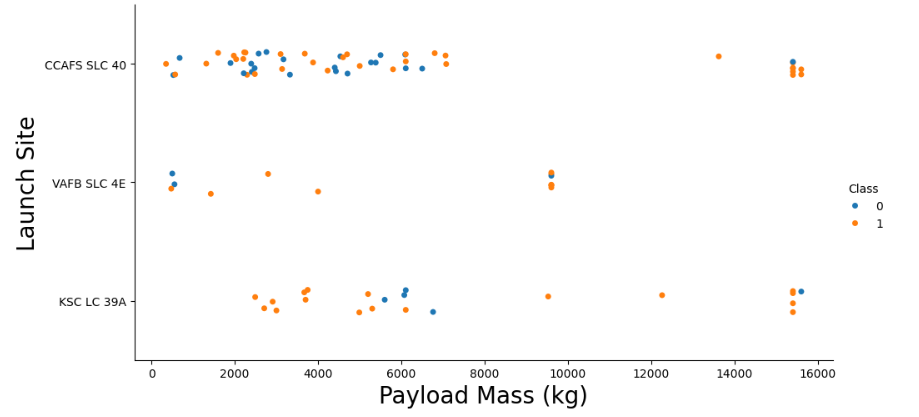 Launch Site
CCAFS SLC 40
VAFB SLC 4E
KSC LC 39A
0 2000 4000 6000 8000 10000 12000 14000 16000
Payload Mass (kg)
Class
0
1